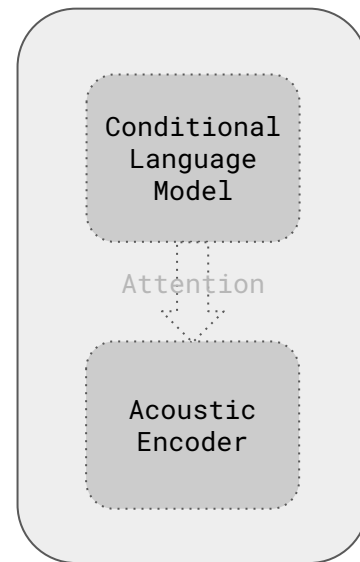 Conditional
Language
Model
Attention
Acoustic
Encoder